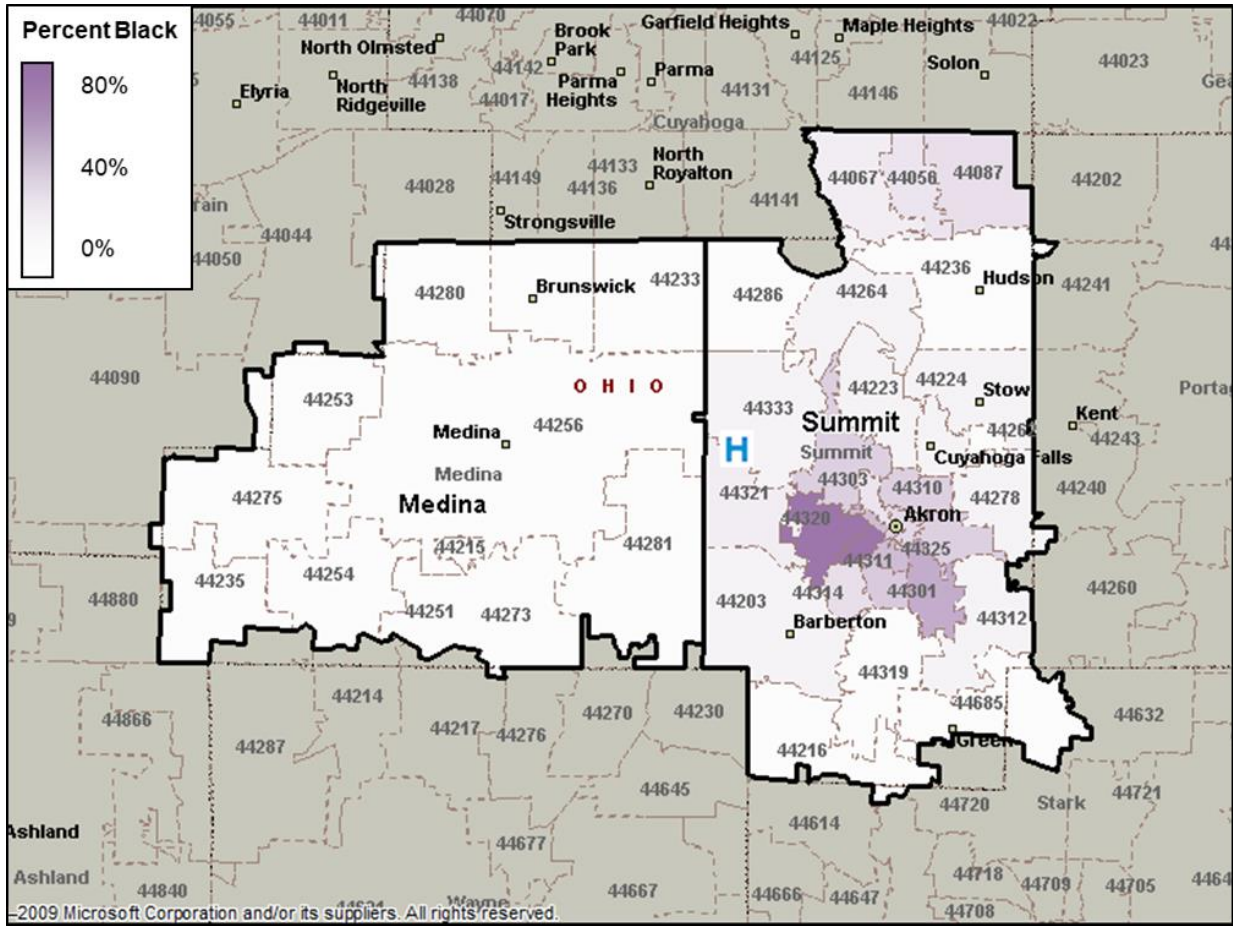 Percent Black
80%
40%
0%
44055
44011
44070
Garfield Heights
Maple Heights
44022
North Olmsted
Brook
Park
44125
Solon
44023
44142
44138
Parma
Heights
Parma
44131
44146
Elyria
North
Ridgeville
44017
Cuyahoga
44133
North
Royalton
44067
44056
44087
44028
44149
44136
44141
44202
Strongsville
44044
44050
44280
Brunswick
44233
44286
44264
44236
Hudson
44241
44090
OHIO
44253
44256
44333
44223
44224
Stow
Kent
Medina
Summit
44262
44243
Medina
H
Summit
Cuyahoga Falls
44275
Medina
44321
44303
44310
44278
44240
44320
Akron
44215
44281
44311
44325
44235
44254
44203
44314
44301
44260
44880
44251
44273
Barberton
44312
44319
44214
44685
44866
44217
44270
44230
44632
44287
44276
44216
Green
44645
44720
Stark
44721
Ashland
44614
44677
Ashland
44718
44840
44667
44666
44647
44709
44705
Wayne
44708
–2009 Microsoft Corporation and/or its suppliers. All rights reserved.